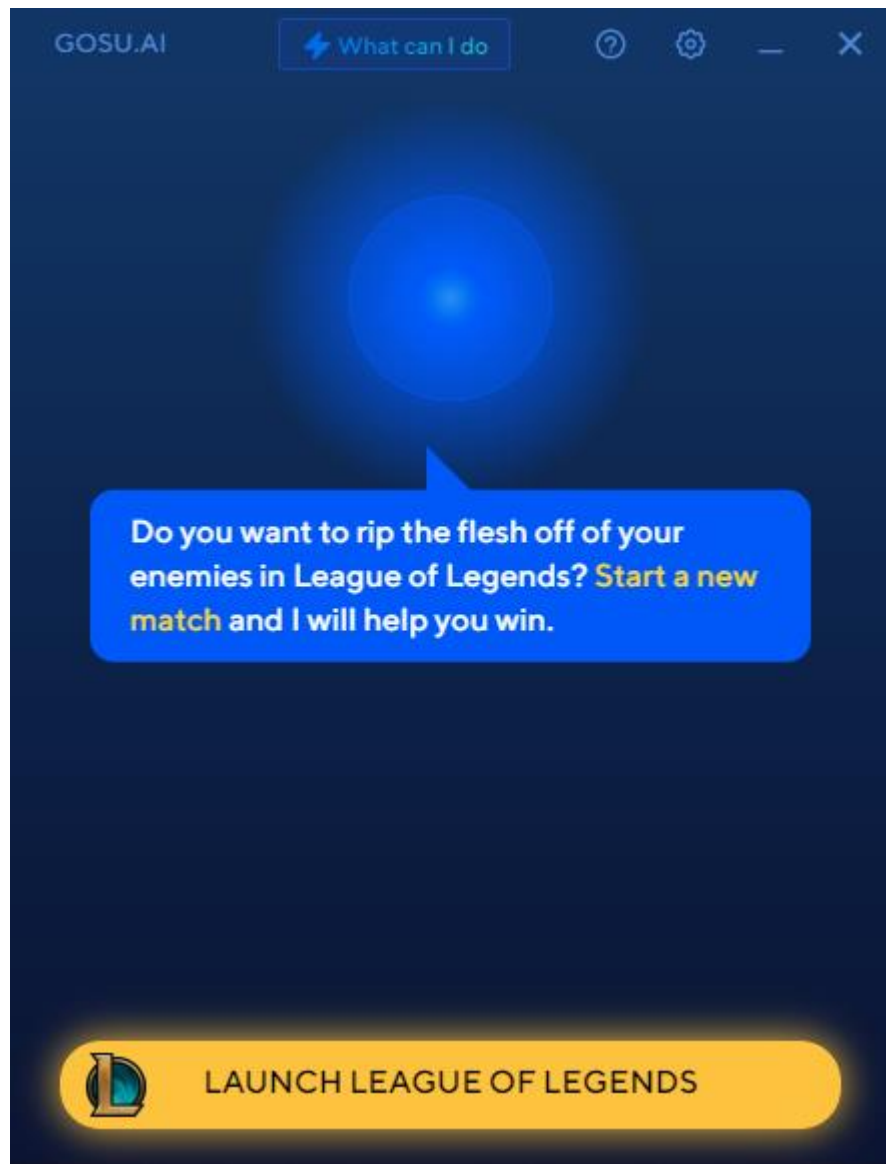 GOSU.AI
What can I do
Do you want to rip the flesh off of your
enemies in League of Legends? Start a new
match and I will help you win.
LAUNCH LEAGUE OF LEGENDS